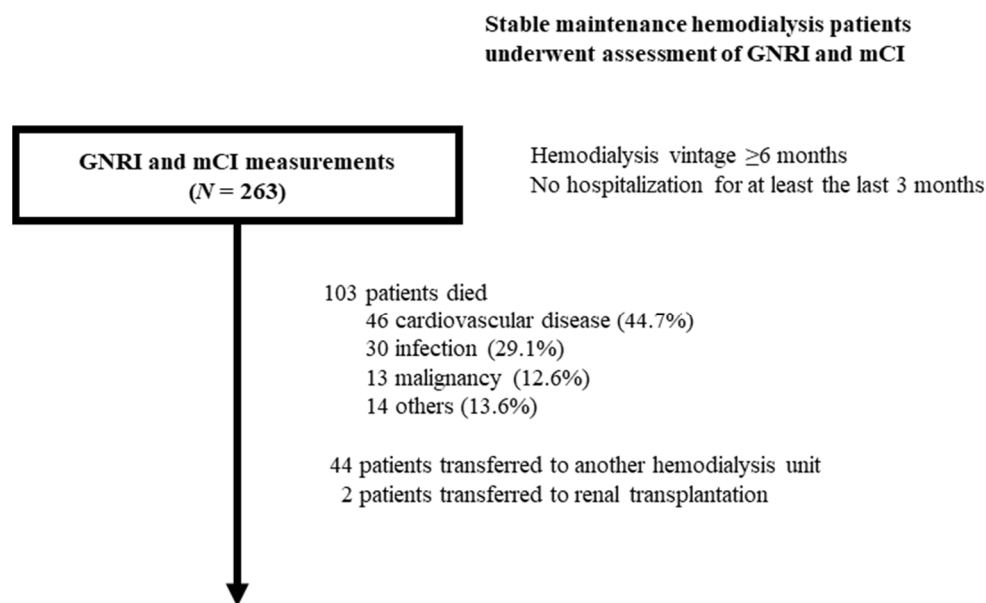 Stable maintenance hemodialysis patients
underwent assessment of GNRI and mCI
GNRI and mCI measurements
(N = 263)
Hemodialysis vintage ≥6 months
No hospitalization for at least the last 3 months
103 patients died
46 cardiovascular disease (44.7%)
30 infection (29.1%)
13 malignancy (12.6%)
14 others (13.6%)
44 patients transferred to another hemodialysis unit
2 patients transferred to renal transplantation